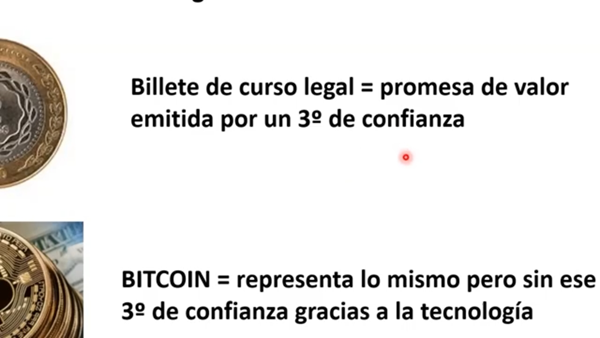 Billete de curso legal = promesa de valor
emitida por un 3º de confianza
BITCOIN = representa lo mismo pero sin ese
3º de confianza gracias a la tecnología